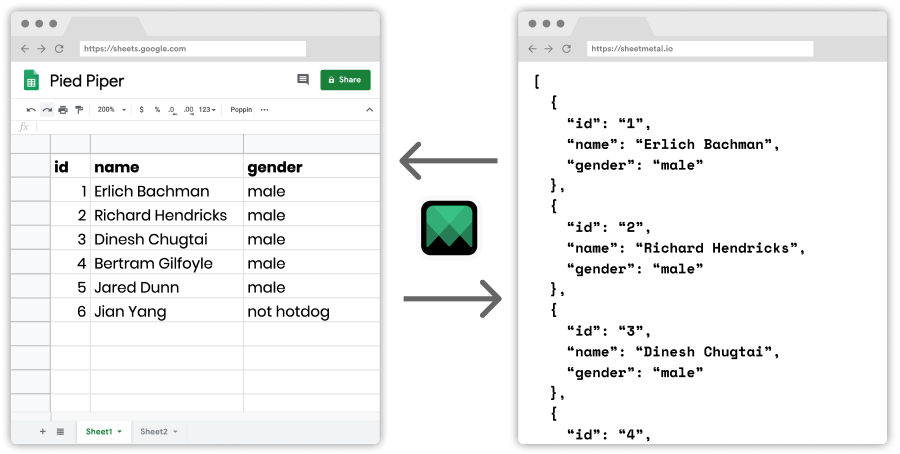 https://sheets.google.com
Pied Piper
Share
200% $ % .0 .00 123 Poppin ...
fx
id name gender
1 Erlich Bachman male
2 Richard Hendricks male
3 Dinesh Chugtai male
4 Bertram Gilfoyle male
5 Jared Dunn male
6 Jian Yang not hotdog
+ Sheet1 Sheet2
https://sheetmetal.io
[
{
“id”: “1”,
“name”: “Erlich Bachman”,
“gender”: “male”
},
{
“id”: “2”,
“name”: “Richard Hendricks”,
“gender”: “male”
},
{
“id”: “3”,
“name”: “Dinesh Chugtai”,
“gender”: “male”
},
{
“id”: “4”,